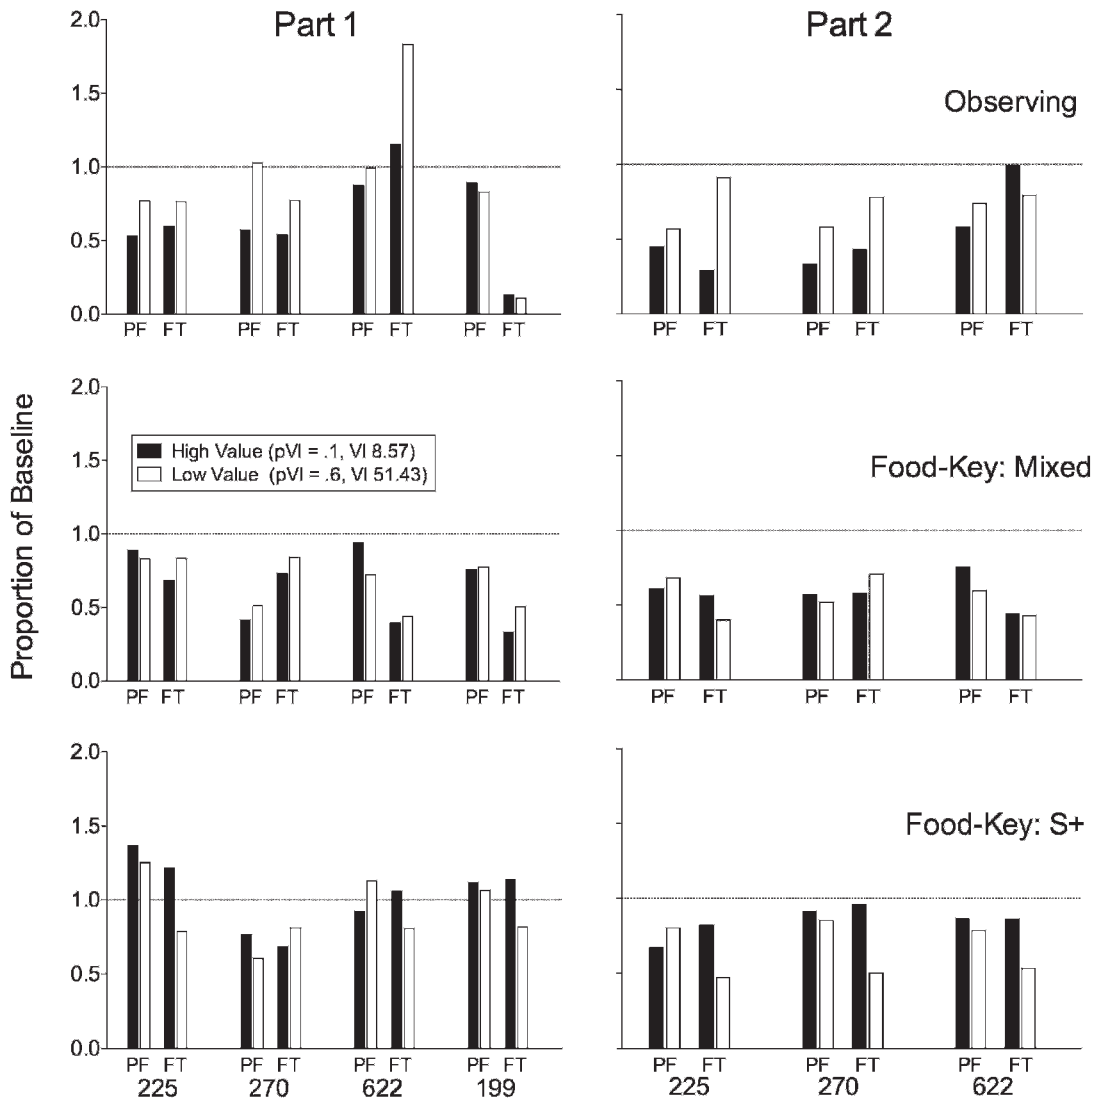 Part 1
Part 2
2.0
1.5
1.0
0.5
0.0
Observing
PF FT PF FT PF FT PF FT
PF FT PF FT PF FT
Proportion of Baseline
2.0
1.5
1.0
0.5
0.0
High Value (pVI = .1, VI 8.57)
Low Value (pVI = .6, VI 51.43)
Food-Key: Mixed
PF FT PF FT PF FT PF FT
PF FT PF FT PF FT
2.0
1.5
1.0
0.5
0.0
Food-Key: S+
PF FT PF FT PF FT PF FT
225 270 622 199
PF FT PF FT PF FT
225 270 622